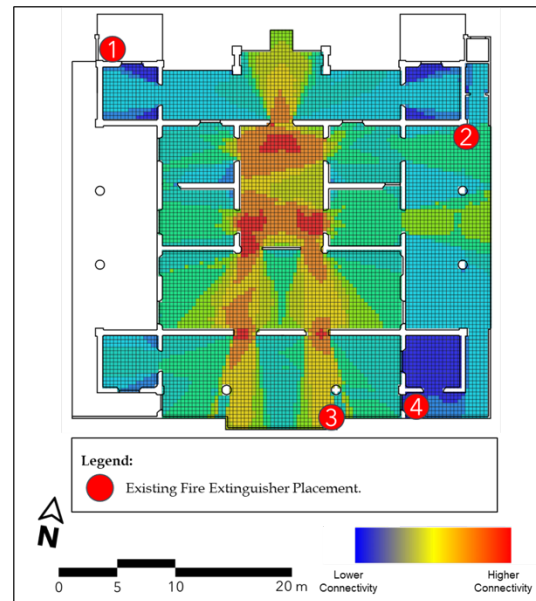 1
2
3
4
Legend:
Existing Fire Extinguisher Placement.
N
0 5 10 20 m
Lower Connectivity
Higher Connectivity